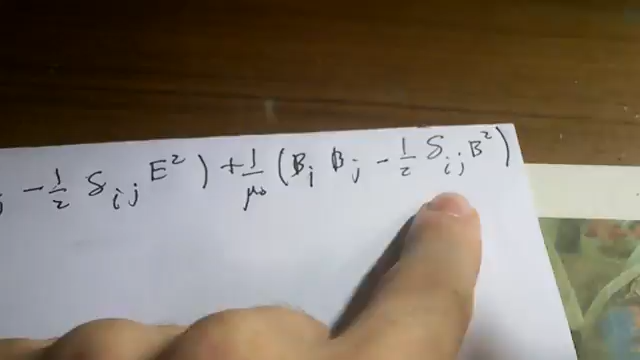 j - 1/2 δij E²) + 1/μ₀ (Bi Bj - 1/2 δij B²)